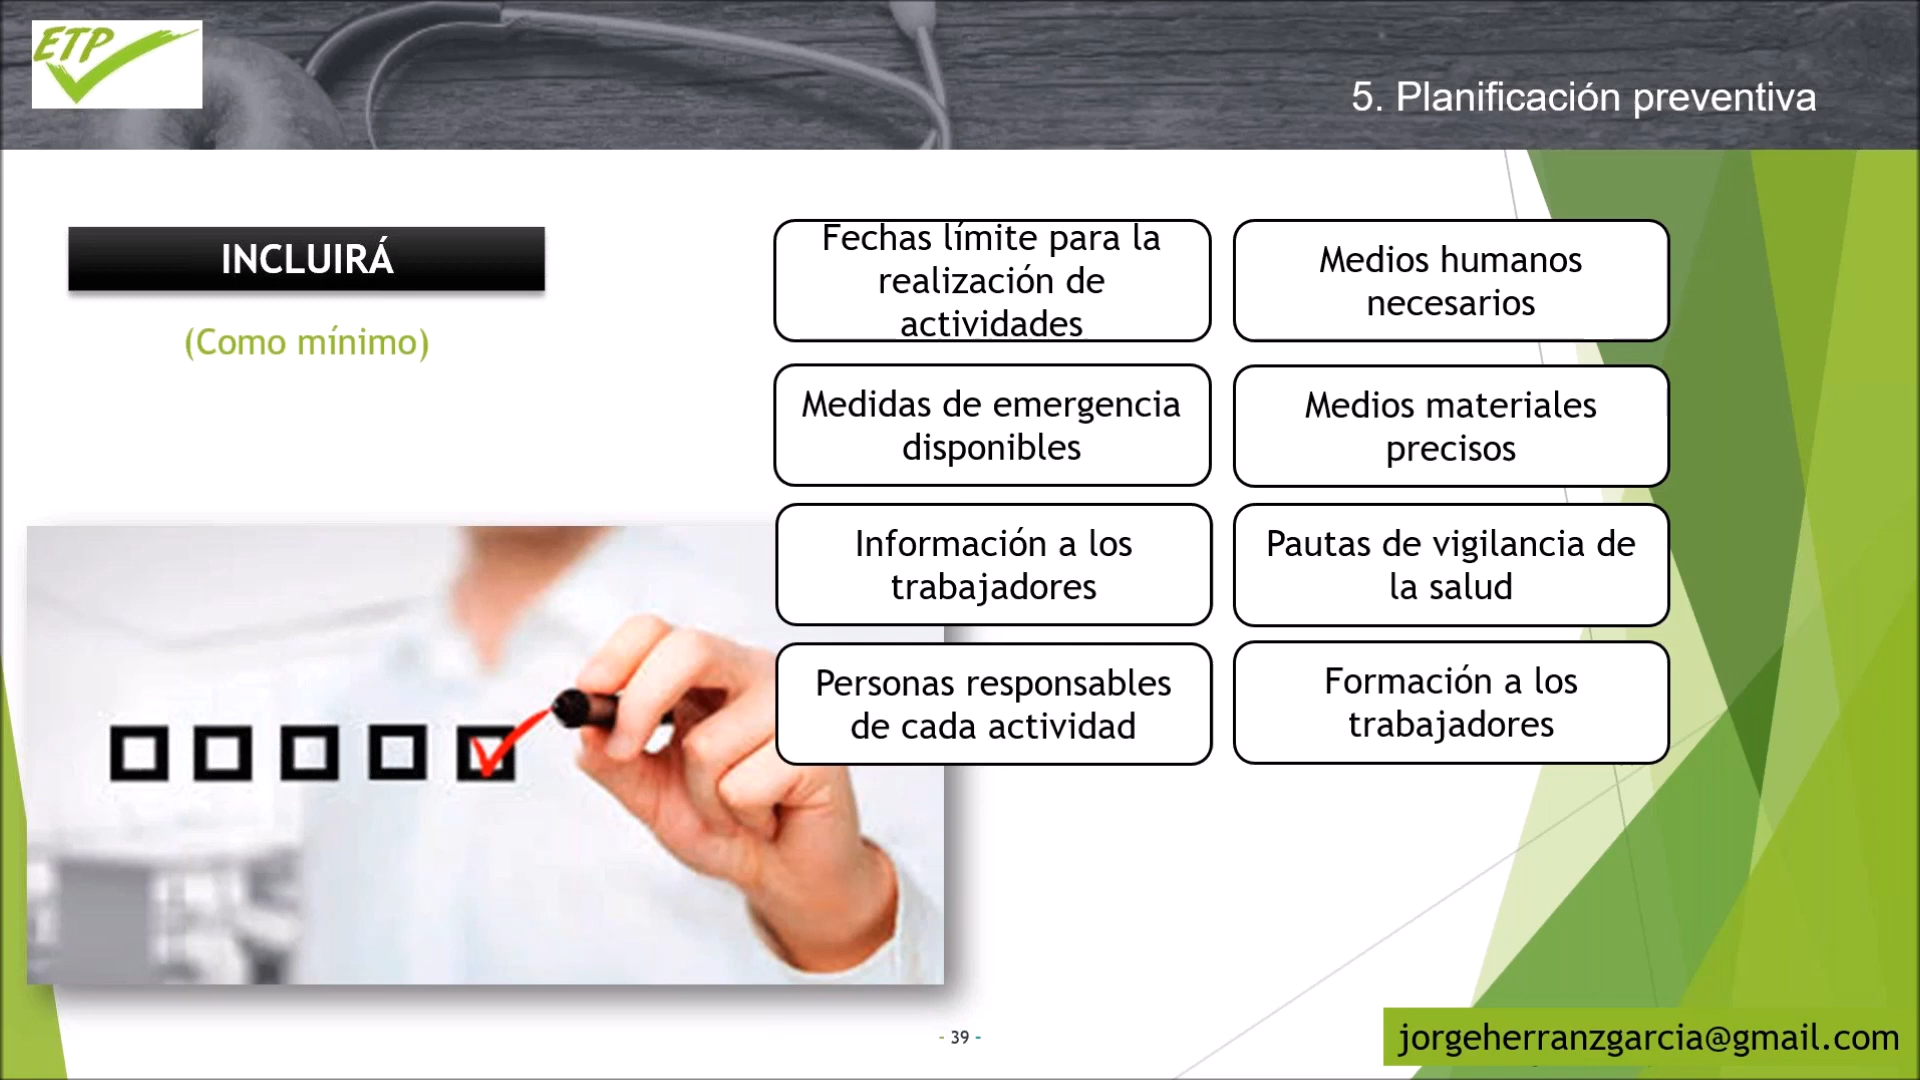 ETP
5. Planificación preventiva
INCLUIRÁ
(Como mínimo)
Fechas límite para la
realización de
actividades
Medios humanos
necesarios
Medidas de emergencia
disponibles
Medios materiales
precisos
Información a los
trabajadores
Pautas de vigilancia de
la salud
Personas responsables
de cada actividad
Formación a los
trabajadores
- 39 -
jorgeherranzgarcia@gmail.com